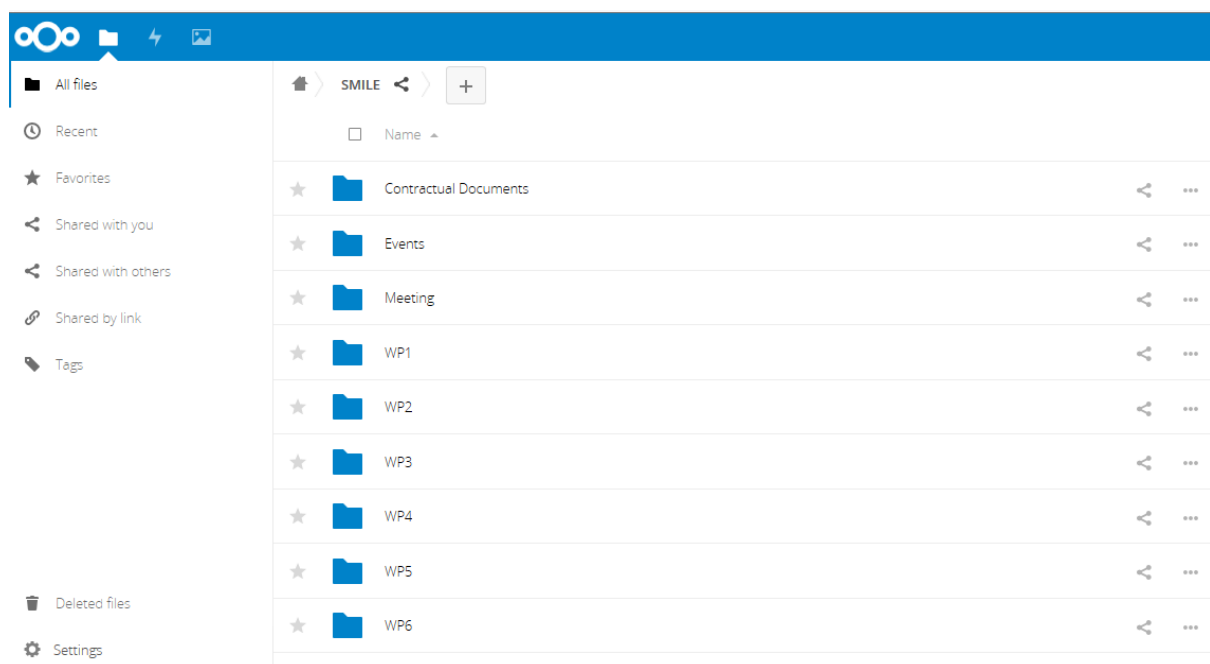 All files
Recent
Favorites
Shared with you
Shared with others
Shared by link
Tags
Deleted files
Settings
SMILE +
Name
Contractual Documents
Events
Meeting
WP1
WP2
WP3
WP4
WP5
WP6